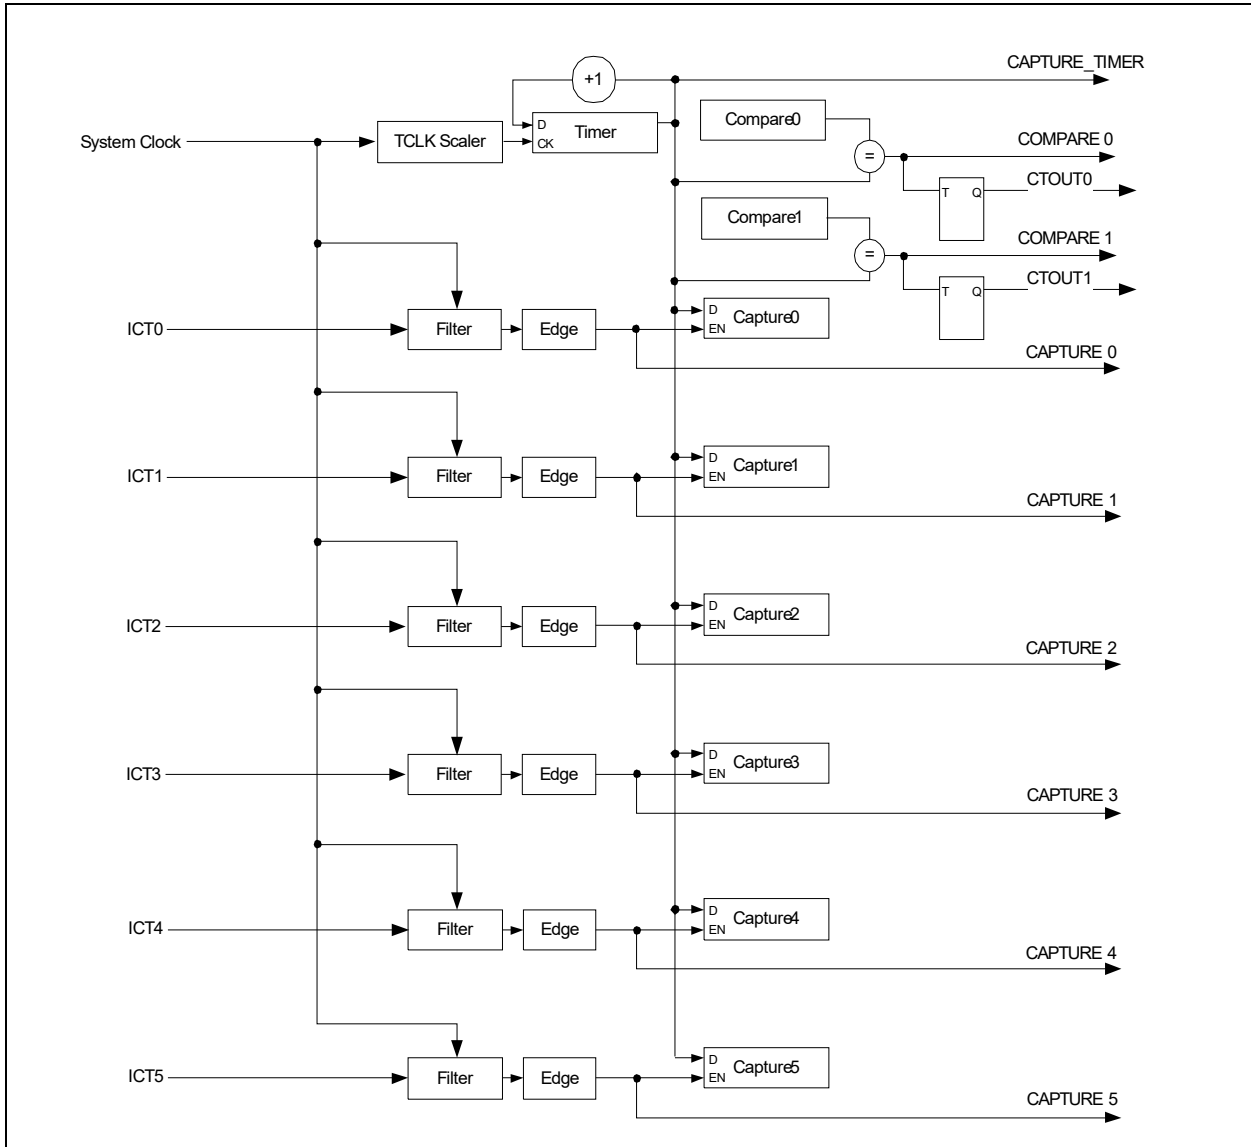 CAPTURE_TIMER
+1
D
CK
Timer
System Clock
TCLK Scaler
Compare0
=
COMPARE 0
T
Q
CTOUT0
Compare1
=
COMPARE 1
T
Q
CTOUT1
ICT0
Filter
Edge
D
EN
Capture0
CAPTURE 0
ICT1
Filter
Edge
D
EN
Capture1
CAPTURE 1
ICT2
Filter
Edge
D
EN
Capture2
CAPTURE 2
ICT3
Filter
Edge
D
EN
Capture3
CAPTURE 3
ICT4
Filter
Edge
D
EN
Capture4
CAPTURE 4
ICT5
Filter
Edge
D
EN
Capture5
CAPTURE 5